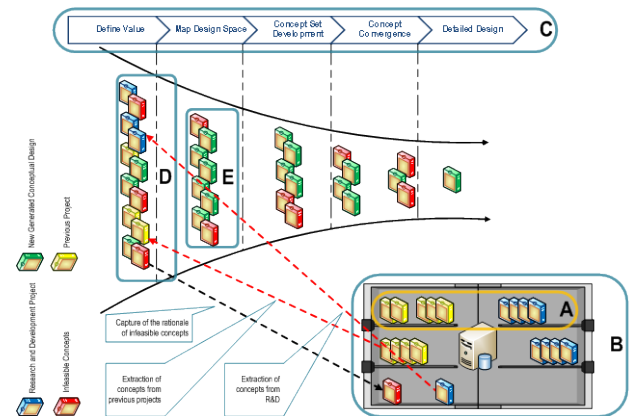 Define Value
Map Design Space
Concept Set
Development
Concept
Convergence
Detailed Design
C
D
E
New Generated Conceptual Design
Previous Project
Research and Development Project
Infeasible Concepts
Capture of the rationale
of infeasible concepts
Extraction of
concepts from
previous projects
Extraction of
concepts from
R&D
A
B